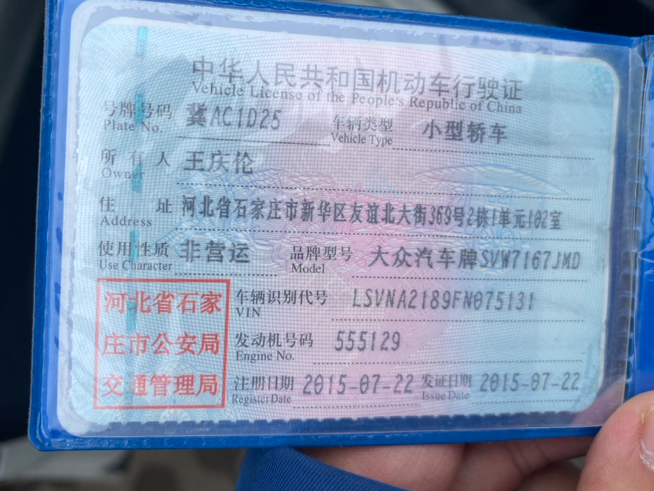 中华人民共和国机动车行驶证
Vehicle License of the People's Republic of China
号牌号码 冀AC1D25 车辆类型 小型轿车
Plate No. Vehicle Type
所有人 王庆伦
Owner
住址 河北省石家庄市新华区友谊北大街369号2栋1单元102室
Address
使用性质 非营运 品牌型号 大众汽车牌SVW7167JMD
Use Character Model
河北省石家庄市公安局交通管理局
车辆识别代号 LSVNA2189FN075131
VIN
发动机号码 555129
Engine No.
注册日期 2015-07-22 发证日期 2015-07-22
Register Date Issue Date